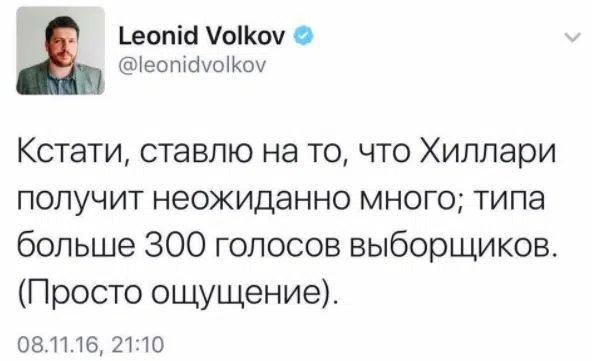 Leonid Volkov
@leonidvolkov
Кстати, ставлю на то, что Хиллари
получит неожиданно много; типа
больше 300 голосов выборщиков.
(Просто ощущение).
08.11.16, 21:10